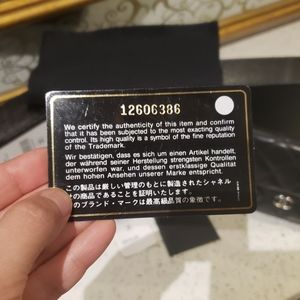 12606386
We certify the authenticity of this item and confirm
that it has been subjected to the most exacting quality
control. Its high quality is a symbol of the fine reputation
of the Trademark.
Wir bestätigen, dass es sich um einen Artikel handelt,
der während seiner Herstellung strengsten Kontrollen
unterworfen war, und dessen erstklassige Qualität
dem hohen Ansehen unserer Marke entspricht.
この製品は厳しい管理のもとに製造されたシャネル
その商品であることを証明いたします。
のブランド・マークは最高級品質の象徴です。